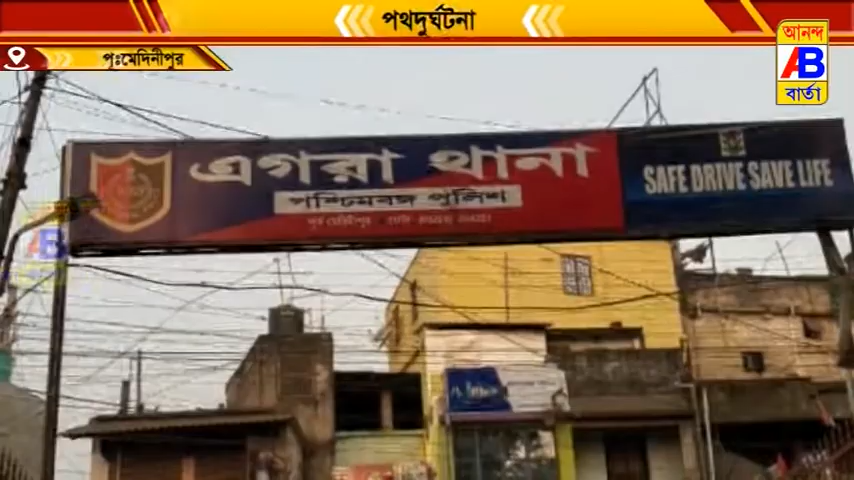 পথদুর্ঘটনা
পূঃমেদিনীপুর
আনন্দ
AB
বার্তা
এগরা থানা
পশ্চিমবঙ্গ পুলিশ
SAFE DRIVE SAVE LIFE